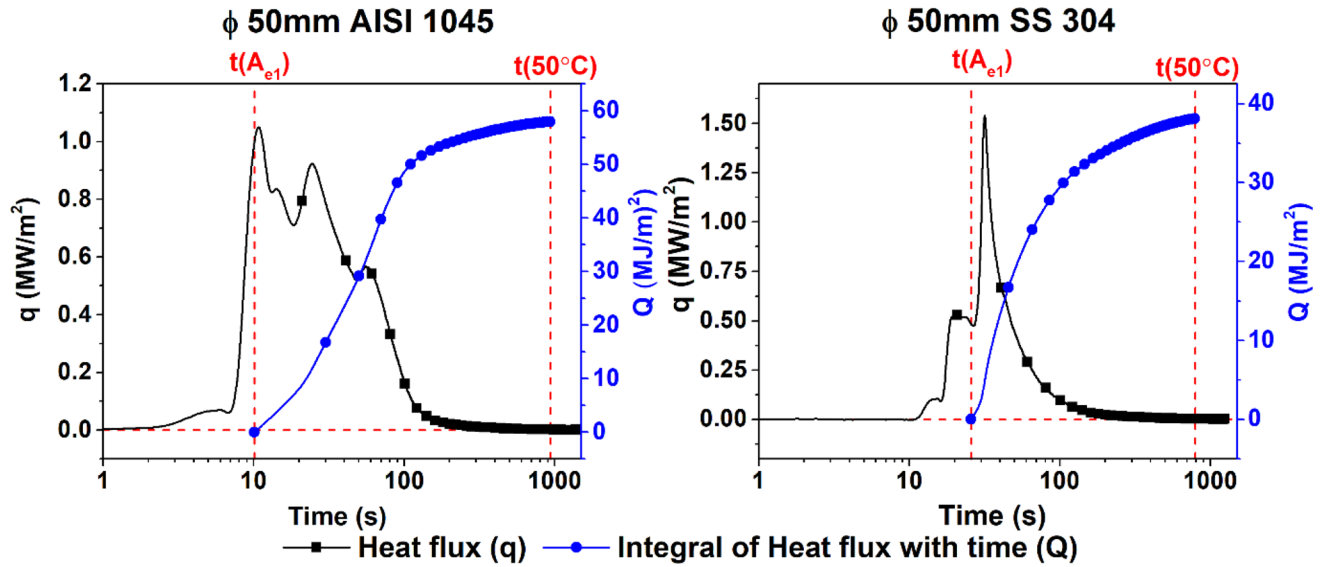 ϕ 50mm AISI 1045
t(Ae1)
t(50°C)
1.2
1.0
0.8
0.6
0.4
0.2
0.0
q (MW/m²)
60
50
40
30
20
10
0
Q (MJ/m)²)
1
10
100
1000
Time (s)
ϕ 50mm SS 304
t(Ae1)
t(50°C)
1.50
1.25
1.00
0.75
0.50
0.25
0.00
q (MW/m²)
40
30
20
10
0
Q (MJ/m²)
1
10
100
1000
Time (s)
Heat flux (q)
Integral of Heat flux with time (Q)